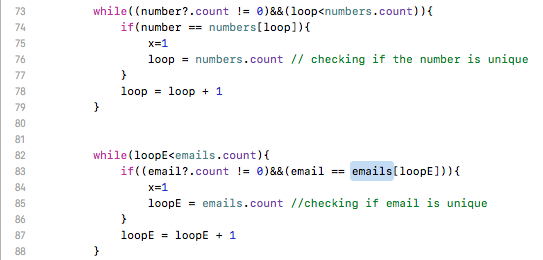 73 while((number?.count != 0)&&(loop<numbers.count)){
74 if(number == numbers[loop]){
75 x=1
76 loop = numbers.count // checking if the number is unique
77 }
78 loop = loop + 1
79 }
80
81
82 while(loopE<emails.count){
83 if((email?.count != 0)&&(email == emails[loopE])){
84 x=1
85 loopE = emails.count //checking if email is unique
86 }
87 loopE = loopE + 1
88 }